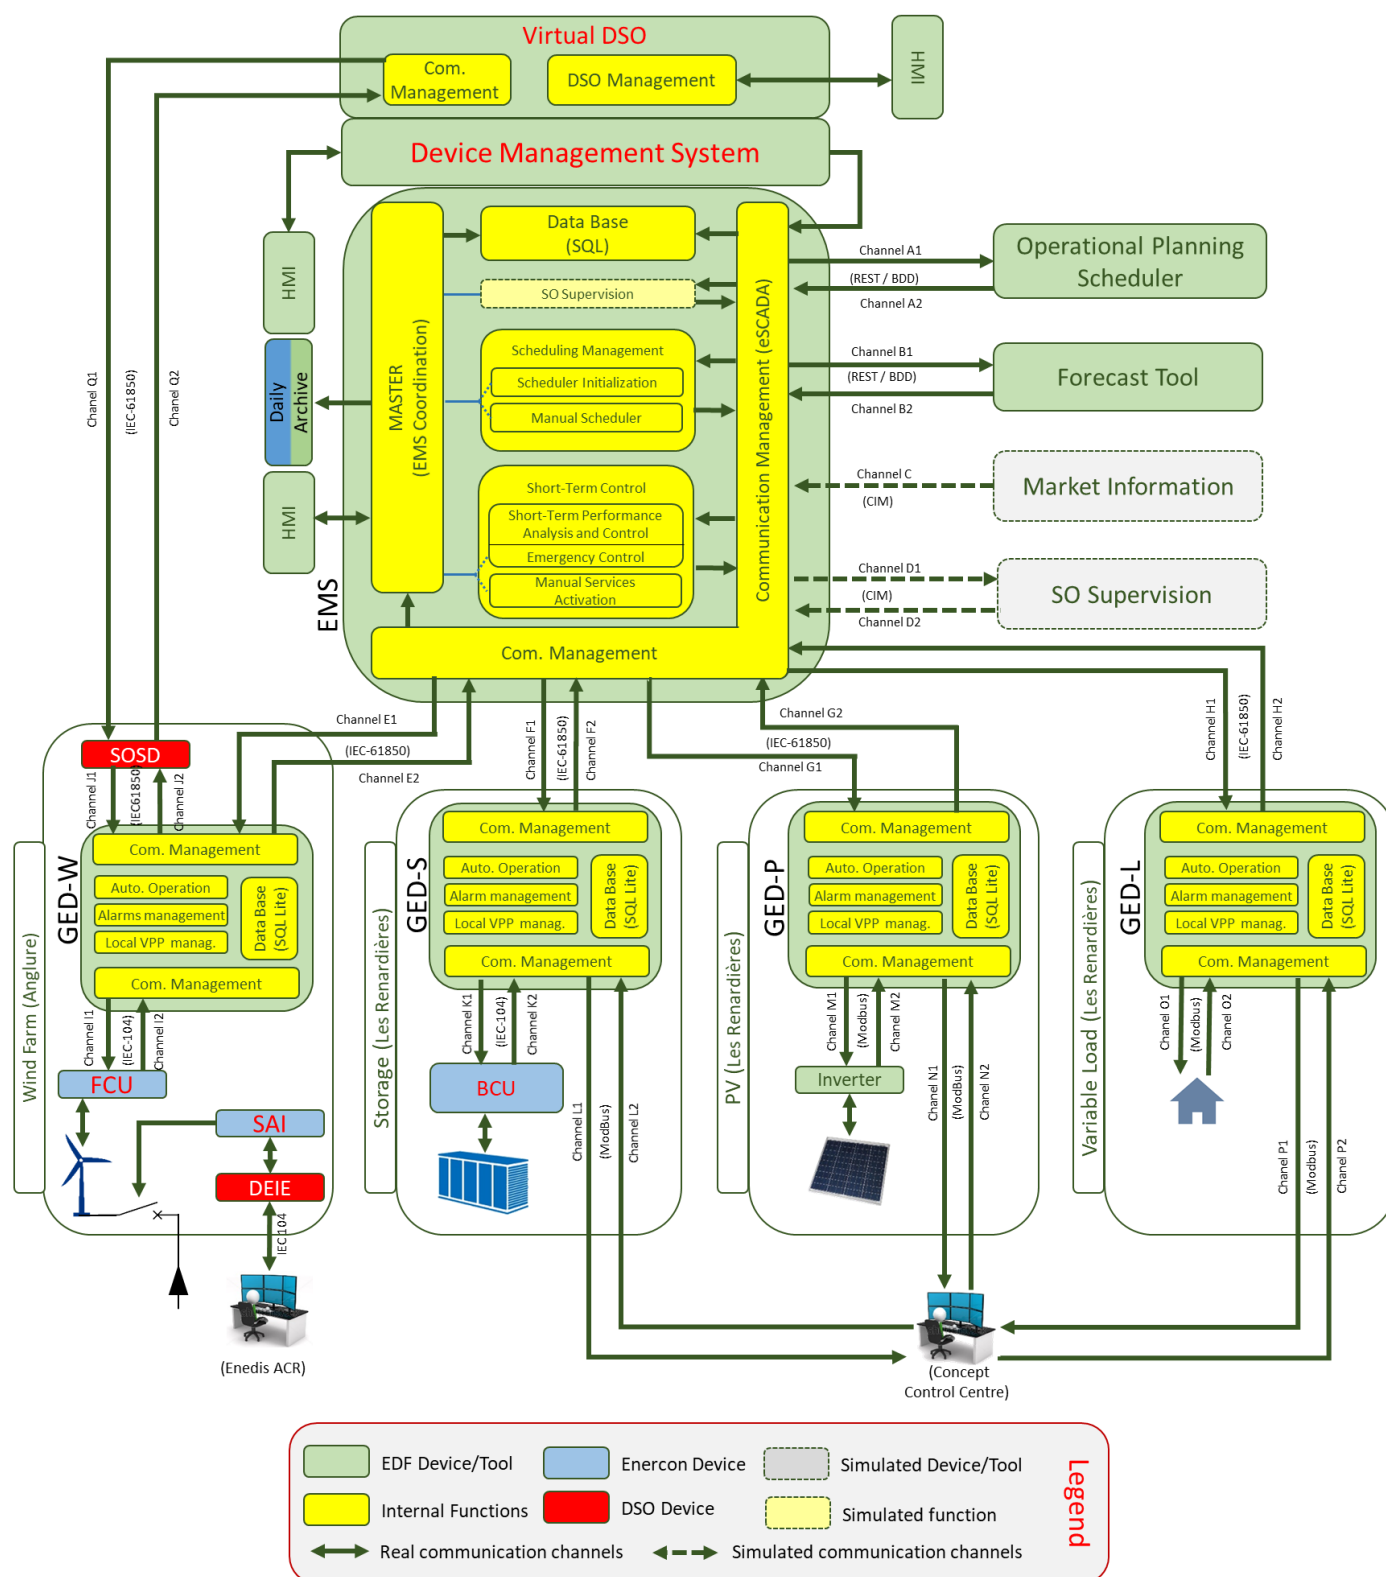 Virtual DSO
Com.
Management
DSO Management
HMI
Device Management System
HMI
Daily
Archive
HMI
EMS
MASTER
(EMS Coordination)
Data Base
(SQL)
SO Supervision
Scheduling Management
Scheduler Initialization
Manual Scheduler
Short-Term Control
Short-Term Performance
Analysis and Control
Emergency Control
Manual Services
Activation
Communication Management (eSCADA)
Com. Management
Channel A1
(REST / BDD)
Channel A2
Operational Planning
Scheduler
Channel B1
(REST / BDD)
Channel B2
Forecast Tool
Channel C
(CIM)
Market Information
Channel D1
(CIM)
Channel D2
SO Supervision
Chanel Q1
(IEC-61850)
Chanel Q2
Channel E1
(IEC-61850)
Channel E2
Channel F1
(IEC-61850)
Channel F2
Channel G2
(IEC-61850)
Channel G1
Channel H1
(IEC-61850)
Channel H2
Wind Farm (Anglure)
SOSD
Channel J1
(IEC61850)
Channel J2
GED-W
Com. Management
Auto. Operation
Alarms management
Local VPP manag.
Data Base
(SQL Lite)
Com. Management
Channel I1
(IEC-104)
Channel I2
FCU
SAI
DEIE
IEC 104
(Enedis ACR)
Storage (Les Renardières)
GED-S
Com. Management
Auto. Operation
Alarm management
Local VPP manag.
Data Base
(SQL Lite)
Com. Management
Channel K1
(IEC-104)
Channel K2
BCU
Channel L1
(ModBus)
Channel L2
PV (Les Renardières)
GED-P
Com. Management
Auto. Operation
Alarm management
Local VPP manag.
Data Base
(SQL Lite)
Com. Management
Chanel M1
(Modbus)
Channel M2
Inverter
Channel N1
(ModBus)
Channel N2
Variable Load (Les Renardières)
GED-L
Com. Management
Auto. Operation
Alarm management
Local VPP manag.
Data Base
(SQL Lite)
Com. Management
Channel O1
(Modbus)
Channel O2
Chanel P1
(Modbus)
Chanel P2
(Concept
Control Centre)
Legend
EDF Device/Tool
Enercon Device
Simulated Device/Tool
Internal Functions
DSO Device
Simulated function
Real communication channels
Simulated communication channels